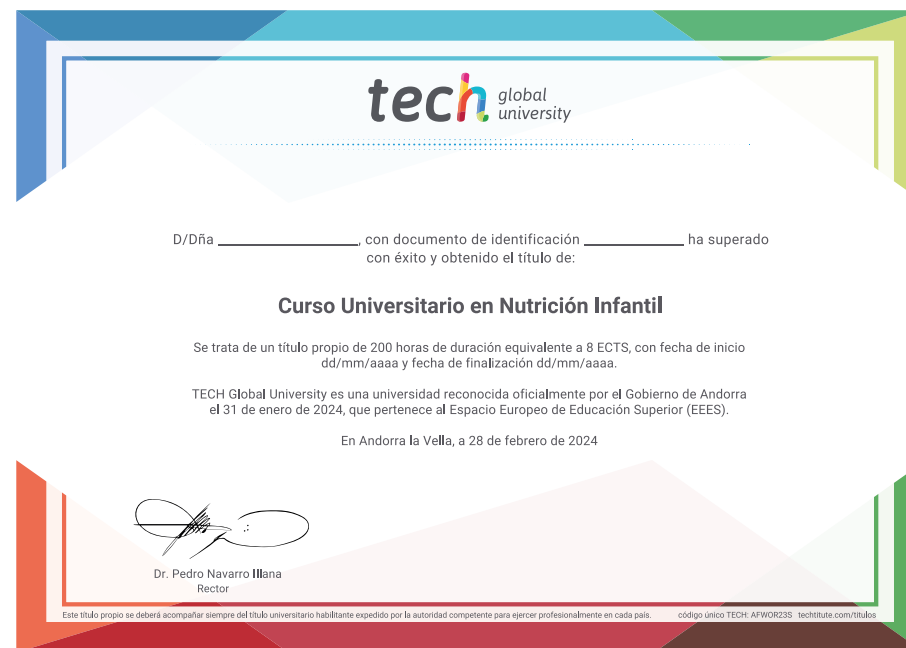 tech global university
D/Dña ____________________, con documento de identificación ______________ ha superado
con éxito y obtenido el título de:
Curso Universitario en Nutrición Infantil
Se trata de un título propio de 200 horas de duración equivalente a 8 ECTS, con fecha de inicio
dd/mm/aaaa y fecha de finalización dd/mm/aaaa.
TECH Global University es una universidad reconocida oficialmente por el Gobierno de Andorra
el 31 de enero de 2024, que pertenece al Espacio Europeo de Educación Superior (EEES).
En Andorra la Vella, a 28 de febrero de 2024
Dr. Pedro Navarro Illana
Rector
Este título propio se deberá acompañar siempre del título universitario habilitante expedido por la autoridad competente para ejercer profesionalmente en cada país. código único TECH: AFWOR23S techtitute.com/titulos